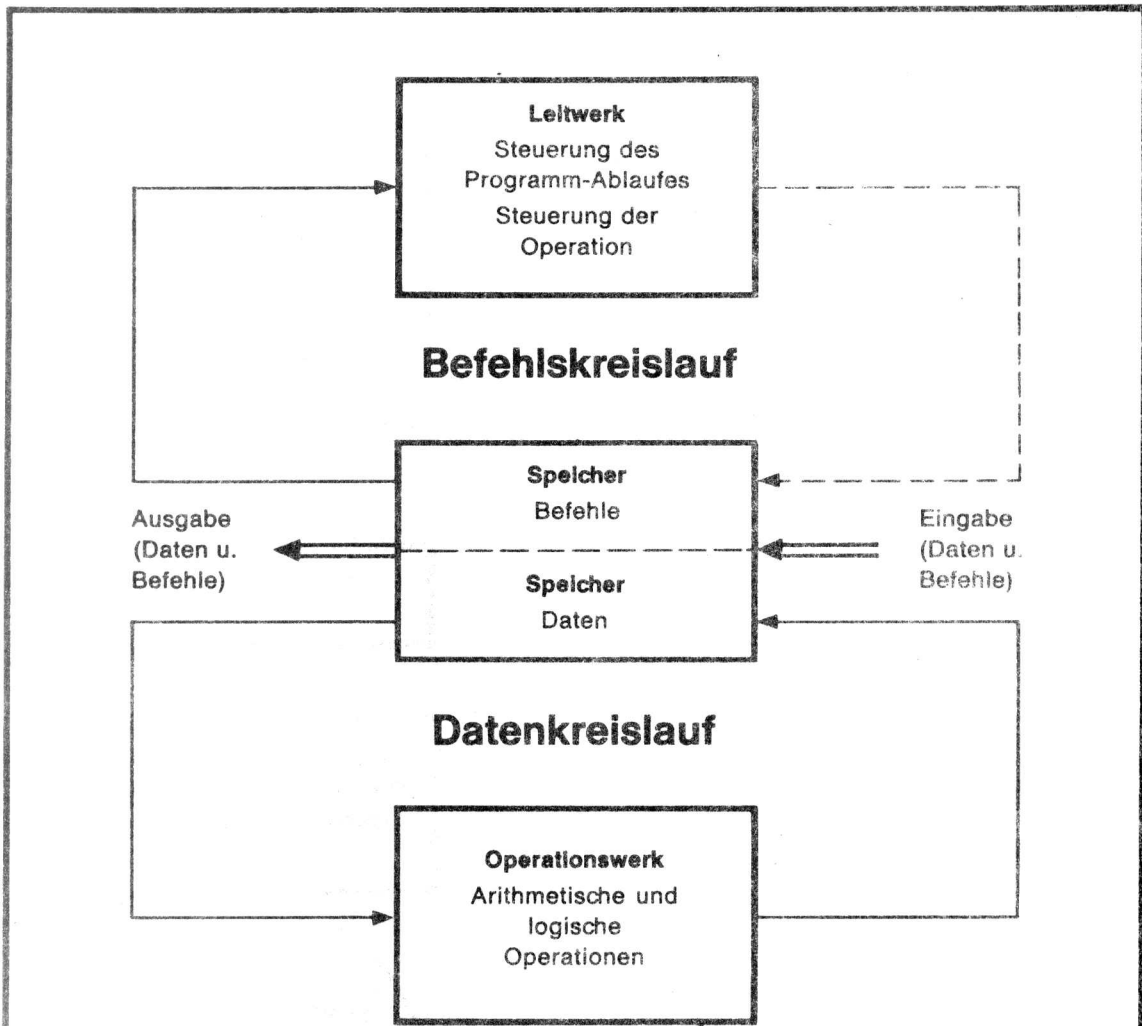 Leitwerk
Steuerung des
Programm-Ablaufes
Steuerung der
Operation
Befehlskreislauf
Speicher
Befehle
Ausgabe
(Daten u.
Befehle)
Eingabe
(Daten u.
Befehle)
Speicher
Daten
Datenkreislauf
Operationswerk
Arithmetische und
logische
Operationen